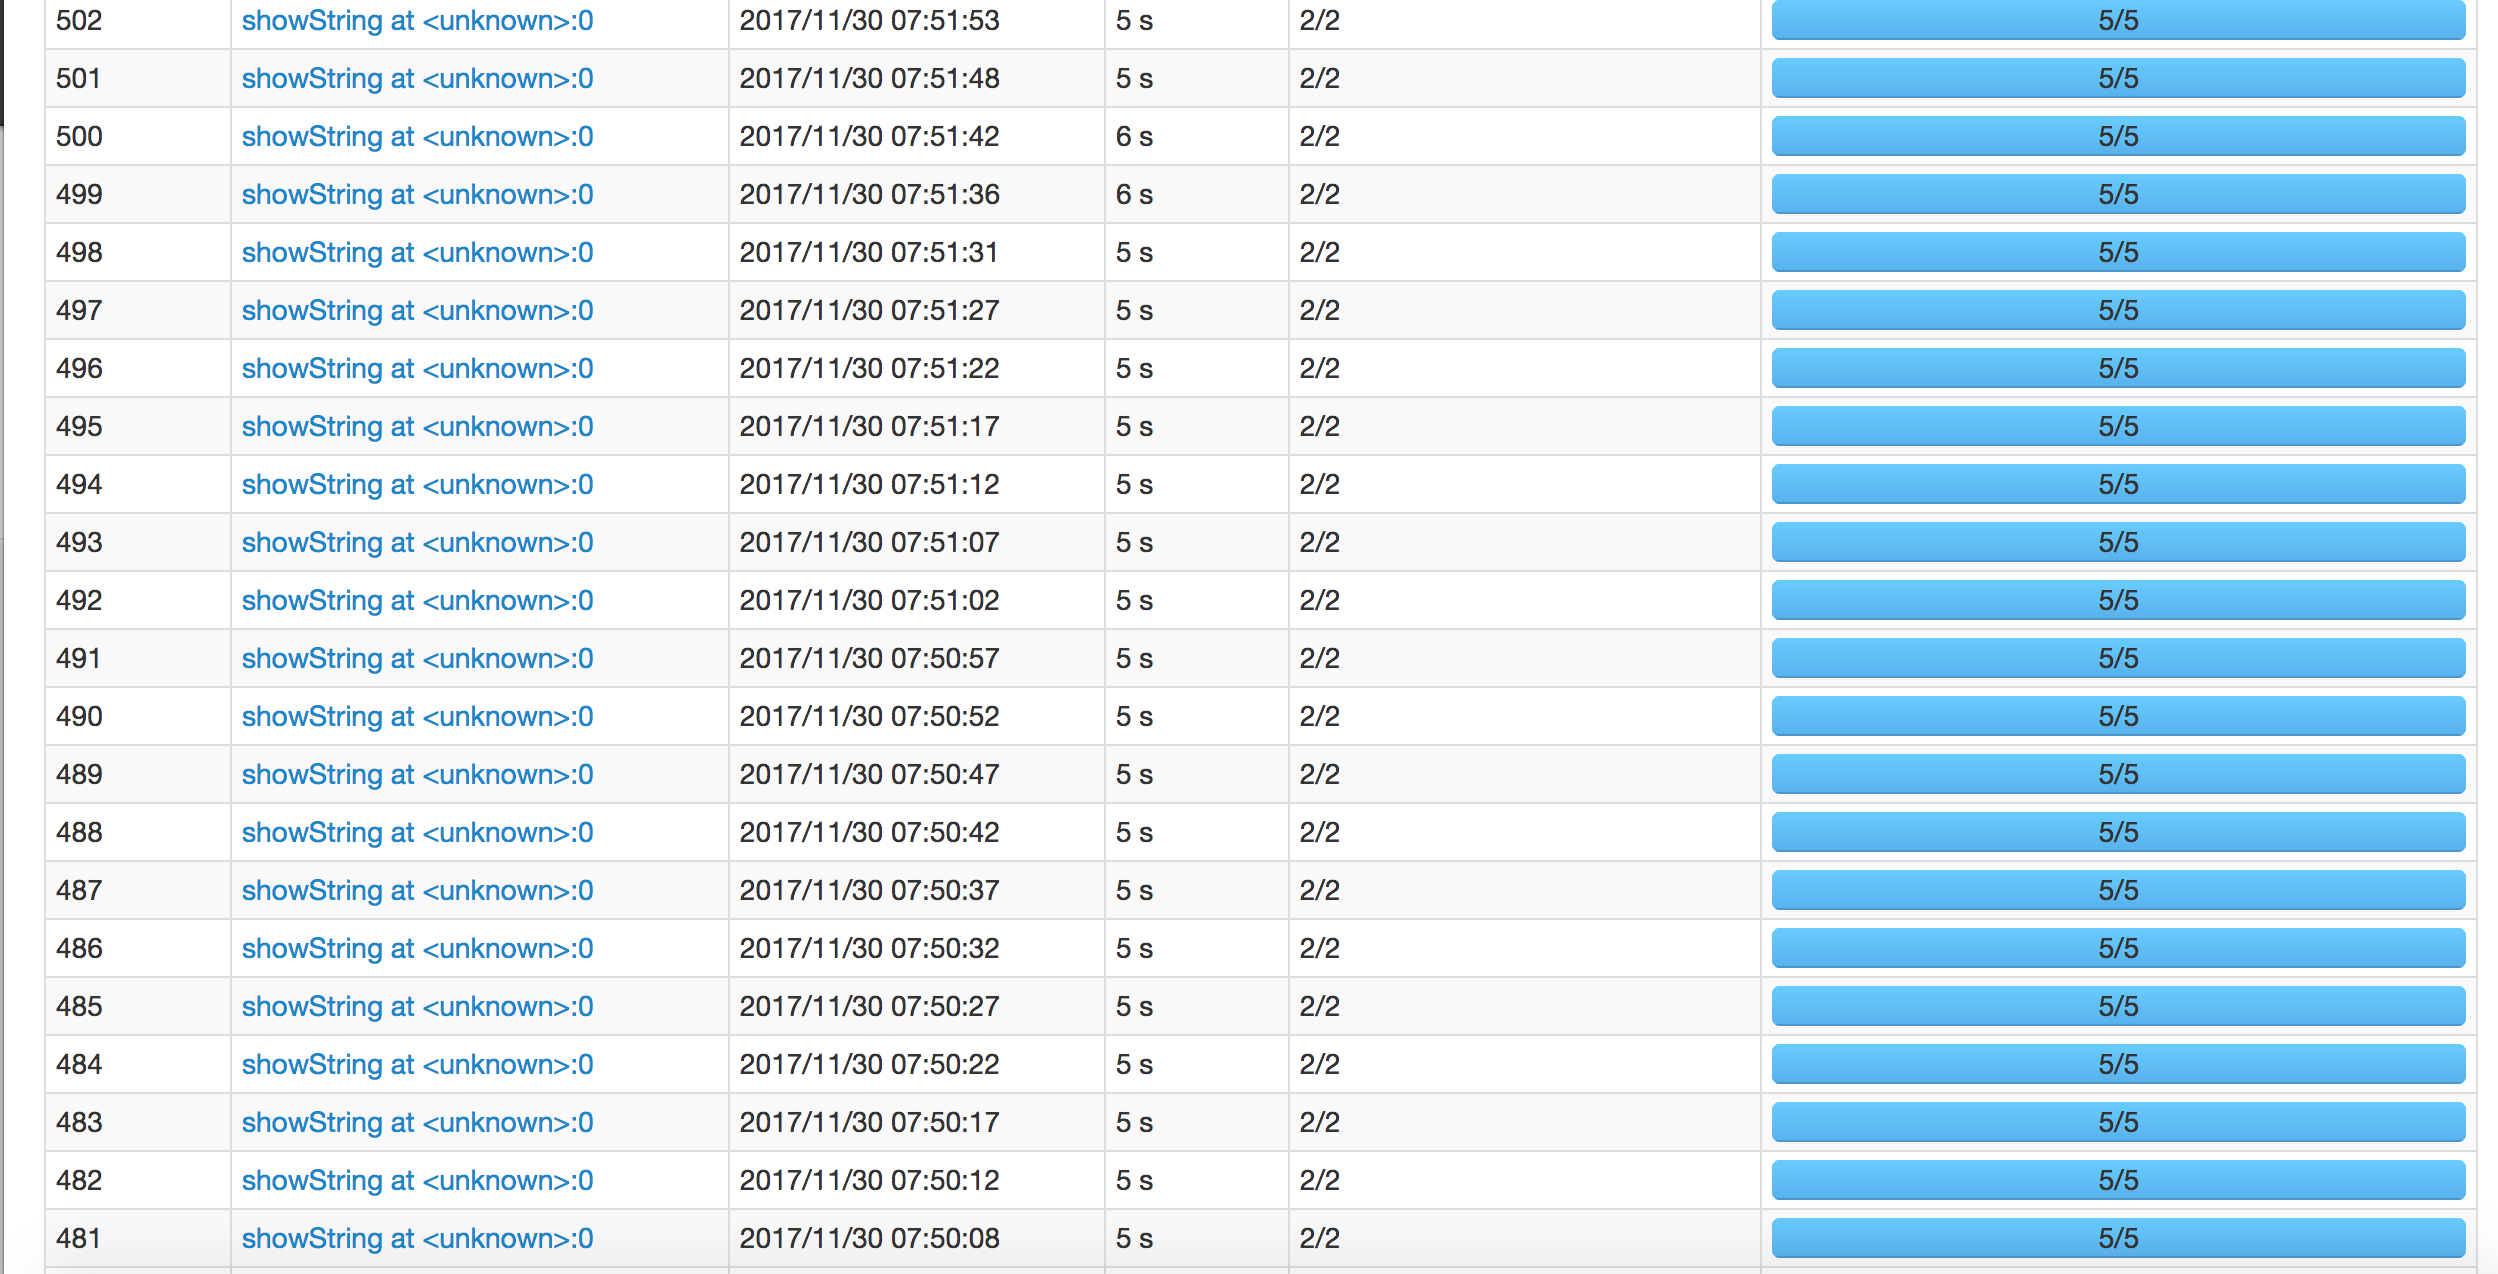 502 showString at <unknown>:0 2017/11/30 07:51:53 5 s 2/2 5/5
501 showString at <unknown>:0 2017/11/30 07:51:48 5 s 2/2 5/5
500 showString at <unknown>:0 2017/11/30 07:51:42 6 s 2/2 5/5
499 showString at <unknown>:0 2017/11/30 07:51:36 6 s 2/2 5/5
498 showString at <unknown>:0 2017/11/30 07:51:31 5 s 2/2 5/5
497 showString at <unknown>:0 2017/11/30 07:51:27 5 s 2/2 5/5
496 showString at <unknown>:0 2017/11/30 07:51:22 5 s 2/2 5/5
495 showString at <unknown>:0 2017/11/30 07:51:17 5 s 2/2 5/5
494 showString at <unknown>:0 2017/11/30 07:51:12 5 s 2/2 5/5
493 showString at <unknown>:0 2017/11/30 07:51:07 5 s 2/2 5/5
492 showString at <unknown>:0 2017/11/30 07:51:02 5 s 2/2 5/5
491 showString at <unknown>:0 2017/11/30 07:50:57 5 s 2/2 5/5
490 showString at <unknown>:0 2017/11/30 07:50:52 5 s 2/2 5/5
489 showString at <unknown>:0 2017/11/30 07:50:47 5 s 2/2 5/5
488 showString at <unknown>:0 2017/11/30 07:50:42 5 s 2/2 5/5
487 showString at <unknown>:0 2017/11/30 07:50:37 5 s 2/2 5/5
486 showString at <unknown>:0 2017/11/30 07:50:32 5 s 2/2 5/5
485 showString at <unknown>:0 2017/11/30 07:50:27 5 s 2/2 5/5
484 showString at <unknown>:0 2017/11/30 07:50:22 5 s 2/2 5/5
483 showString at <unknown>:0 2017/11/30 07:50:17 5 s 2/2 5/5
482 showString at <unknown>:0 2017/11/30 07:50:12 5 s 2/2 5/5
481 showString at <unknown>:0 2017/11/30 07:50:08 5 s 2/2 5/5